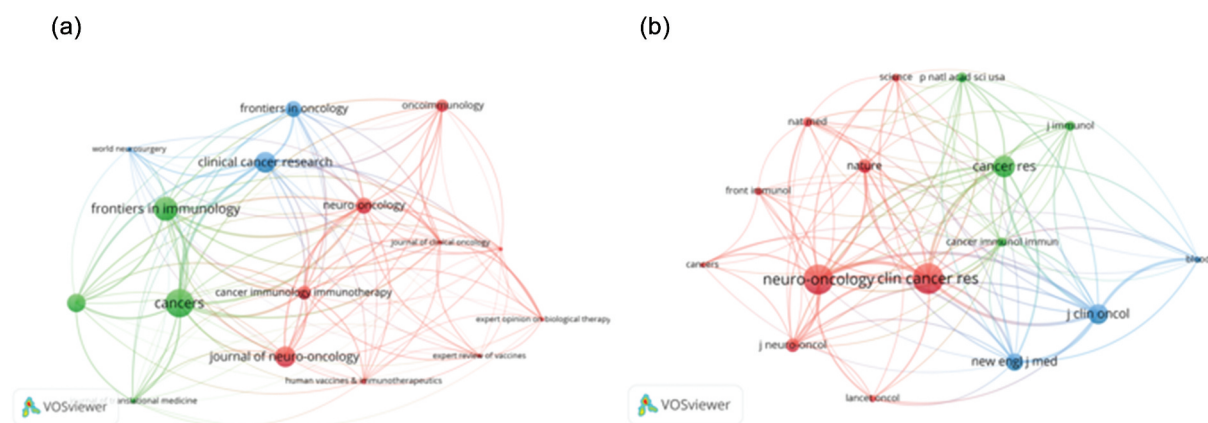 (a)
(b)
frontiers in oncology
oncoimmunology
world neurosurgery
clinical cancer research
frontiers in immunology
neuro-oncology
journal of clinical oncology
cancer immunology immunotherapy
cancers
expert opinion on biological therapy
journal of neuro-oncology
expert review of vaccines
human vaccines & immunotherapeutics
translational medicine
VOSviewer
science
p natl acad sci usa
nat med
j immunol
nature
cancer res
front immunol
cancer immunol immun
cancers
blood
neuro-oncology
clin cancer res
j clin oncol
j neuro-oncol
new engl j med
lancet oncol
VOSviewer